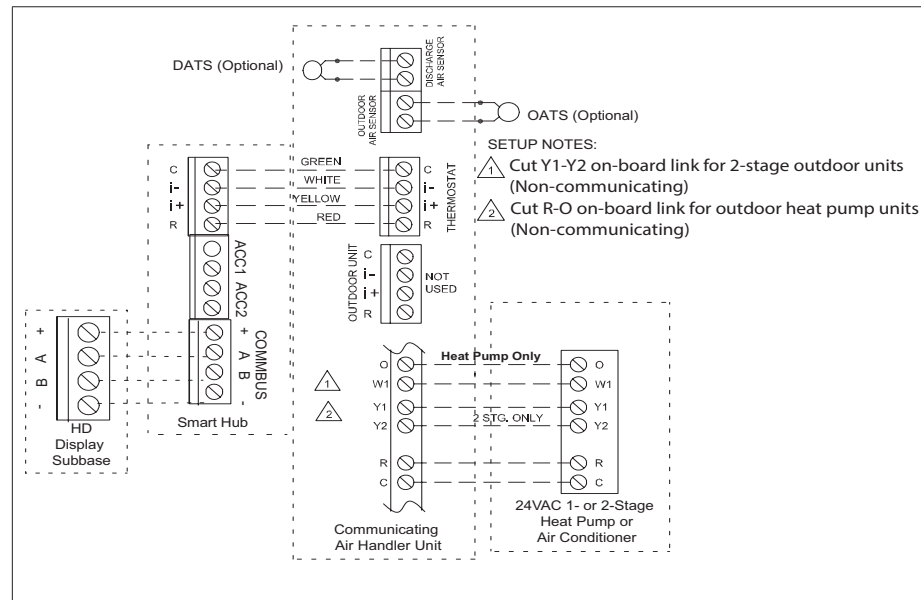 DATS (Optional)
DISCHARGE
AIR SENSOR
OUTDOOR
AIR SENSOR
OATS (Optional)
SETUP NOTES:
1 Cut Y1-Y2 on-board link for 2-stage outdoor units
(Non-communicating)
2 Cut R-O on-board link for outdoor heat pump units
(Non-communicating)
C GREEN C
i- WHITE i-
i+ YELLOW i+
R RED R
THERMOSTAT
ACC1 ACC2
OUTDOOR UNIT
C
i-
i+
R
NOT
USED
+ A B -
COMMBUS
+
A
B
-
HD
Display
Subbase
Smart Hub
1
2
Heat Pump Only
O O
W1 W1
Y1 Y1
2 STG. ONLY
Y2 Y2
R R
C C
Communicating
Air Handler Unit
24VAC 1- or 2-Stage
Heat Pump or
Air Conditioner